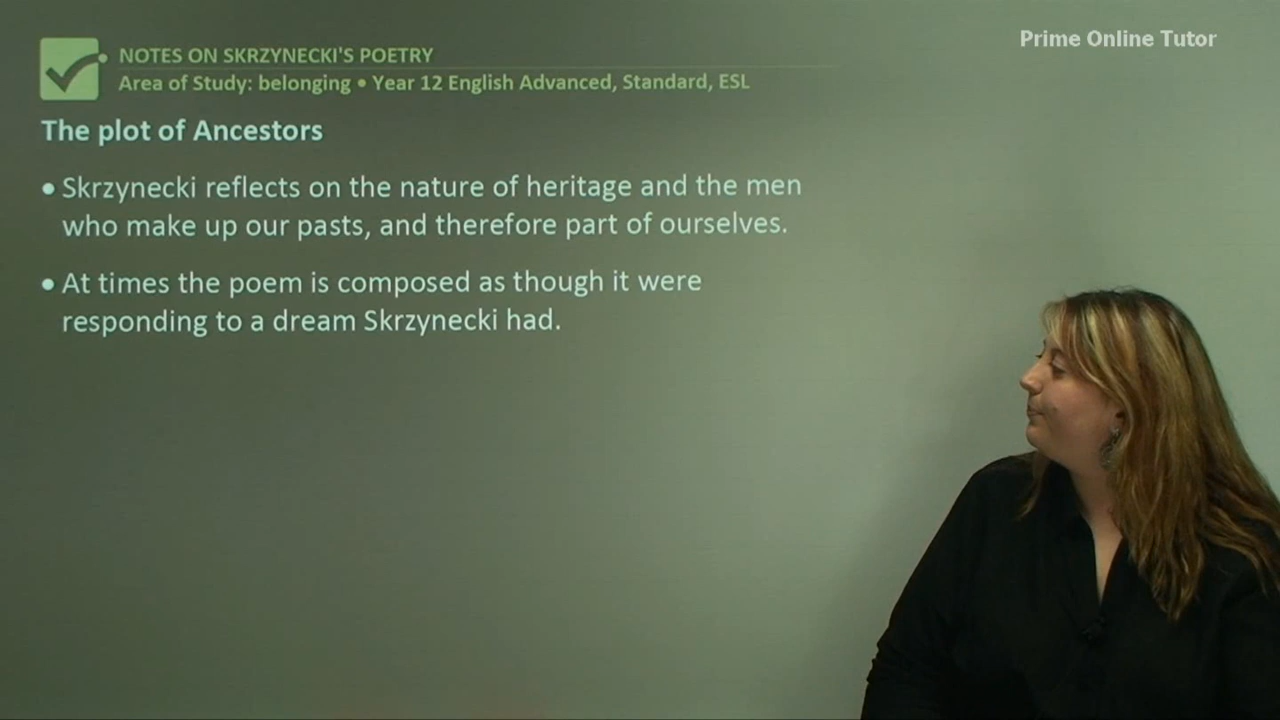 Prime Online Tutor
NOTES ON SKRZYNECKI'S POETRY
Area of Study: belonging • Year 12 English Advanced, Standard, ESL
The plot of Ancestors
• Skrzynecki reflects on the nature of heritage and the men
who make up our pasts, and therefore part of ourselves.
• At times the poem is composed as though it were
responding to a dream Skrzynecki had.